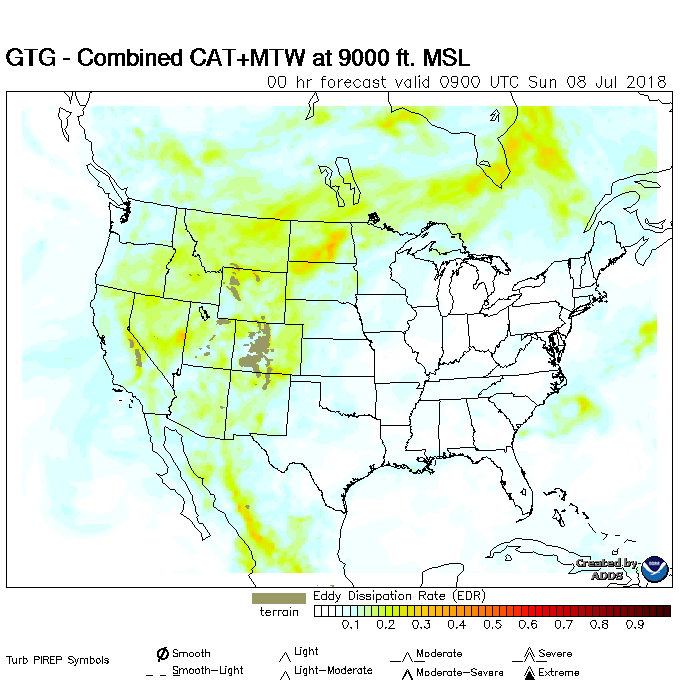 GTG - Combined CAT+MTW at 9000 ft. MSL
00 hr forecast valid 0900 UTC Sun 08 Jul 2018
Created by
ADDS
Eddy Dissipation Rate (EDR)
terrain
0.1 0.2 0.3 0.4 0.5 0.6 0.7 0.8 0.9
Turb PIREP Symbols
Smooth Light Moderate Severe
Smooth-Light Light-Moderate Moderate-Severe Extreme